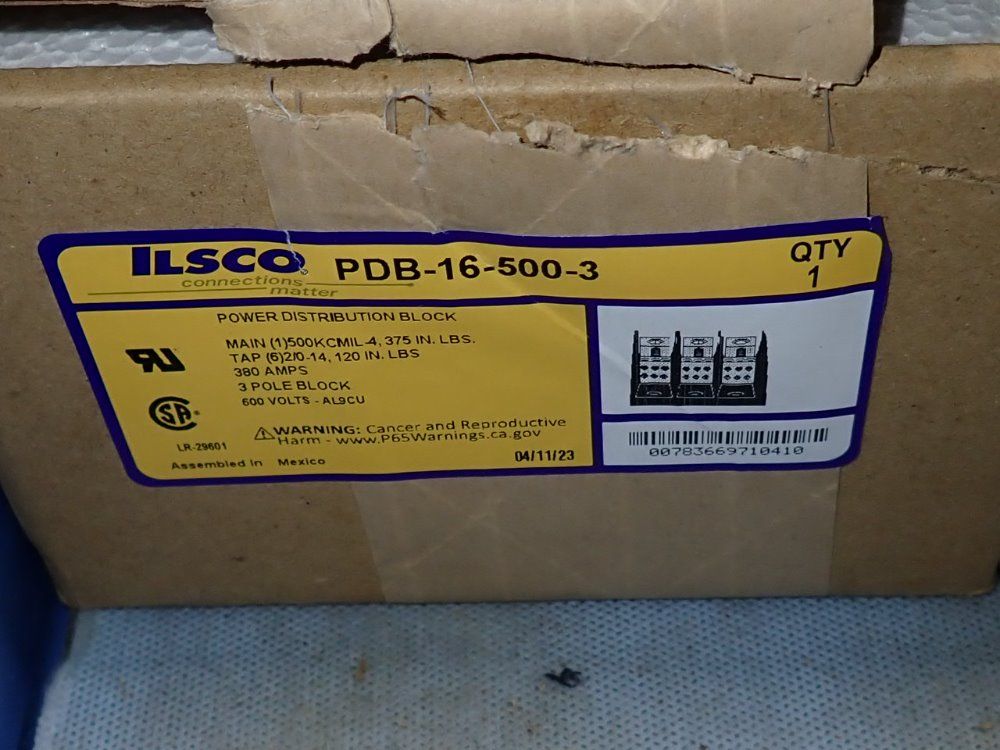 ILSCO® PDB-16-500-3 QTY
connections matter 1
POWER DISTRIBUTION BLOCK
MAIN (1)500KCMIL-4, 375 IN. LBS.
TAP (6)2/0-14, 120 IN. LBS
380 AMPS
3 POLE BLOCK
600 VOLTS - AL9CU
RU
SA®
LR-29601
⚠WARNING: Cancer and Reproductive
Harm - www.P65Warnings.ca.gov
Assembled in Mexico
04/11/23
00783669710410